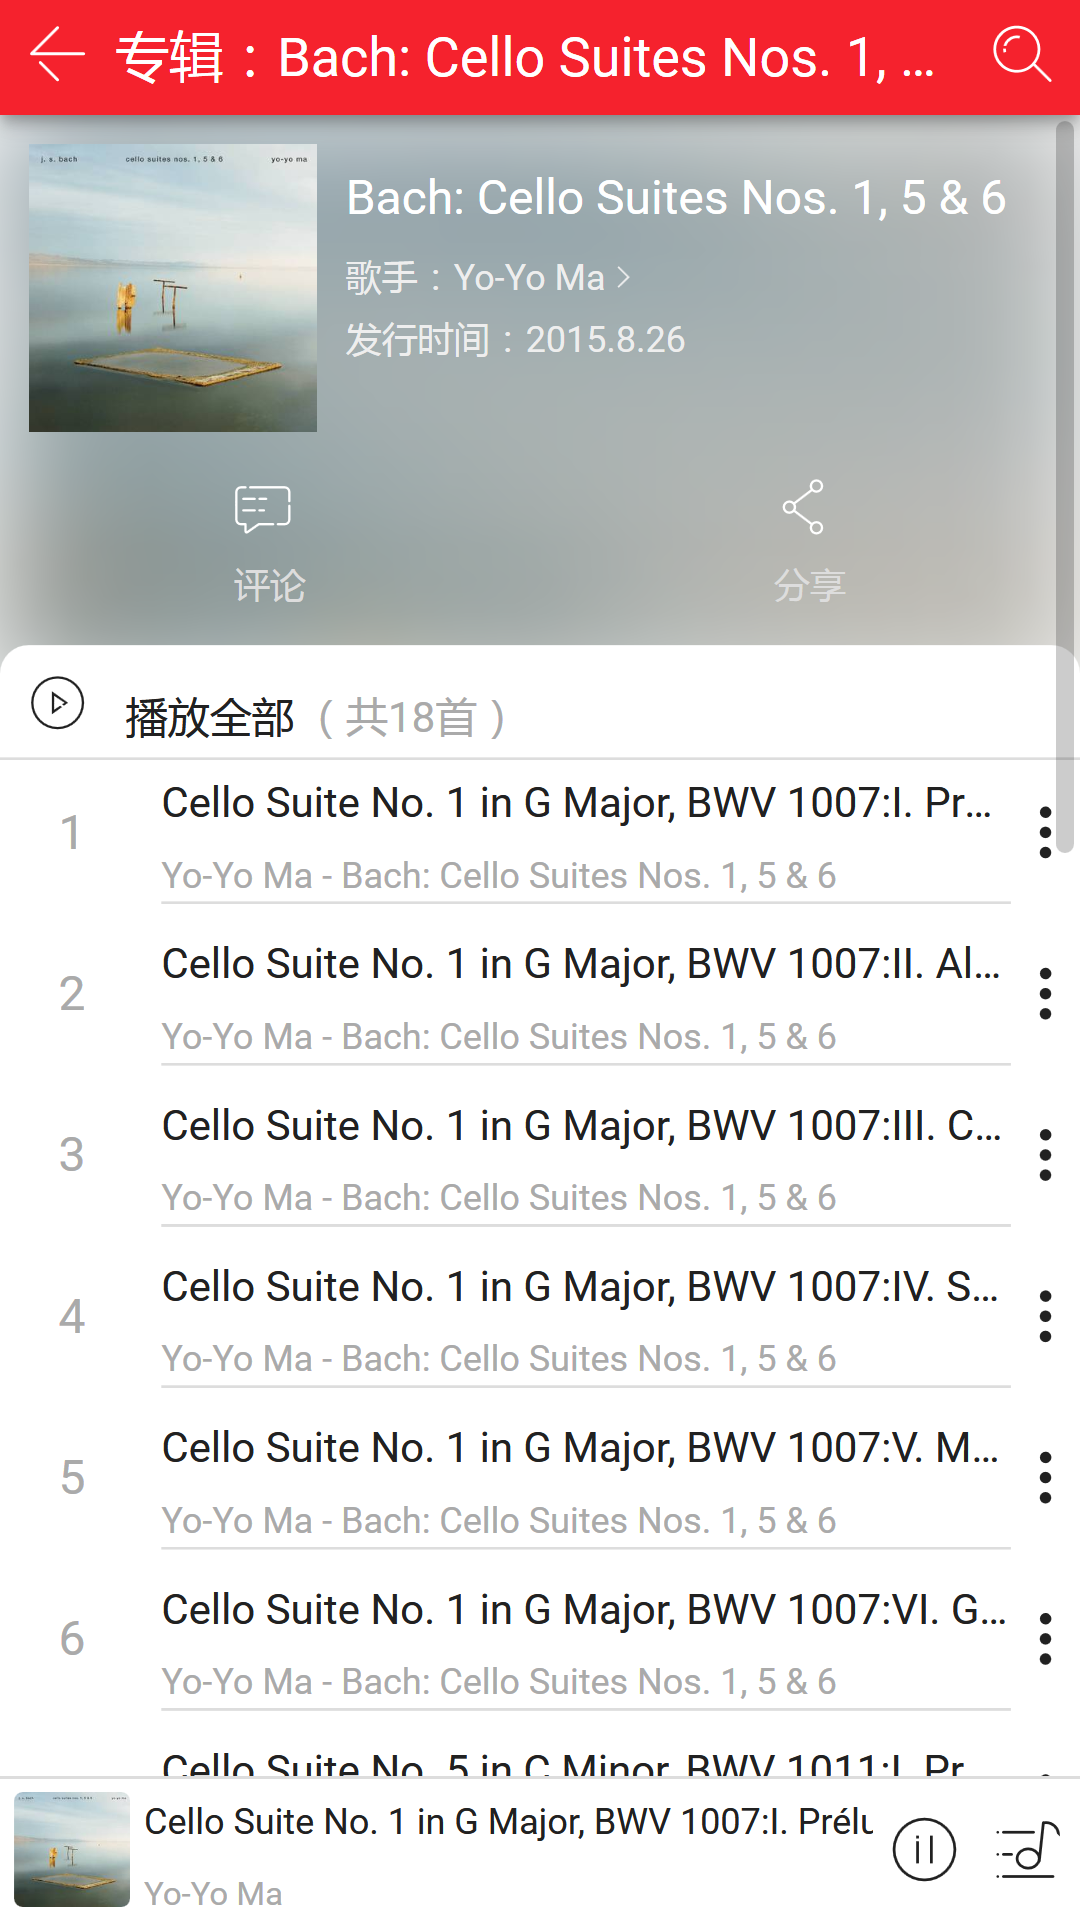 专辑：Bach: Cello Suites Nos. 1, ...
j. s. bach cello suites nos. 1, 5 & 6 yo-yo ma
Bach: Cello Suites Nos. 1, 5 & 6
歌手：Yo-Yo Ma
发行时间：2015.8.26
评论 分享
播放全部（共18首）
1 Cello Suite No. 1 in G Major, BWV 1007:I. Pr...
Yo-Yo Ma - Bach: Cello Suites Nos. 1, 5 & 6
2 Cello Suite No. 1 in G Major, BWV 1007:II. Al...
Yo-Yo Ma - Bach: Cello Suites Nos. 1, 5 & 6
3 Cello Suite No. 1 in G Major, BWV 1007:III. C...
Yo-Yo Ma - Bach: Cello Suites Nos. 1, 5 & 6
4 Cello Suite No. 1 in G Major, BWV 1007:IV. S...
Yo-Yo Ma - Bach: Cello Suites Nos. 1, 5 & 6
5 Cello Suite No. 1 in G Major, BWV 1007:V. M...
Yo-Yo Ma - Bach: Cello Suites Nos. 1, 5 & 6
6 Cello Suite No. 1 in G Major, BWV 1007:VI. G...
Yo-Yo Ma - Bach: Cello Suites Nos. 1, 5 & 6
Cello Suite No. 5 in C Minor, BWV 1011:I. Pr...
Cello Suite No. 1 in G Major, BWV 1007:I. Prélu
Yo-Yo Ma